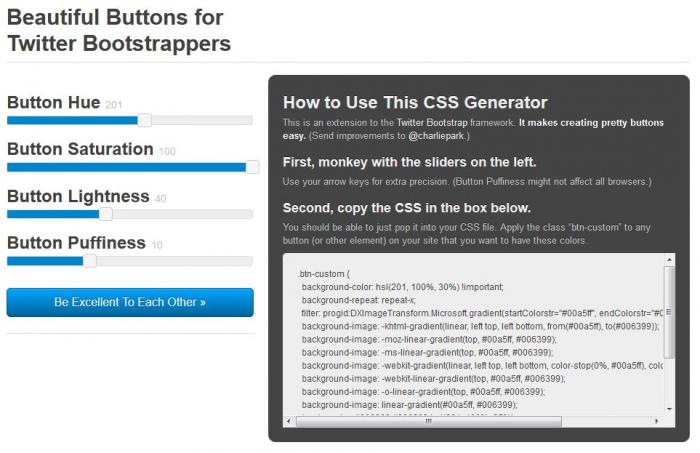 Beautiful Buttons for
Twitter Bootstrappers
Button Hue 201
Button Saturation 100
Button Lightness 40
Button Puffiness 10
Be Excellent To Each Other »
How to Use This CSS Generator
This is an extension to the Twitter Bootstrap framework. It makes creating pretty buttons
easy. (Send improvements to @charliepark.)
First, monkey with the sliders on the left.
Use your arrow keys for extra precision. (Button Puffiness might not affect all browsers.)
Second, copy the CSS in the box below.
You should be able to just pop it into your CSS file. Apply the class "btn-custom" to any
button (or other element) on your site that you want to have these colors.
.btn-custom {
background-color: hsl(201, 100%, 30%) !important;
background-repeat: repeat-x;
filter: progid:DXImageTransform.Microsoft.gradient(startColorstr="#00a5ff", endColorstr="#0
background-image: -khtml-gradient(linear, left top, left bottom, from(#00a5ff), to(#006399));
background-image: -moz-linear-gradient(top, #00a5ff, #006399);
background-image: -ms-linear-gradient(top, #00a5ff, #006399);
background-image: -webkit-gradient(linear, left top, left bottom, color-stop(0%, #00a5ff), colo
background-image: -webkit-linear-gradient(top, #00a5ff, #006399);
background-image: -o-linear-gradient(top, #00a5ff, #006399);
background-image: linear-gradient(#00a5ff, #006399);